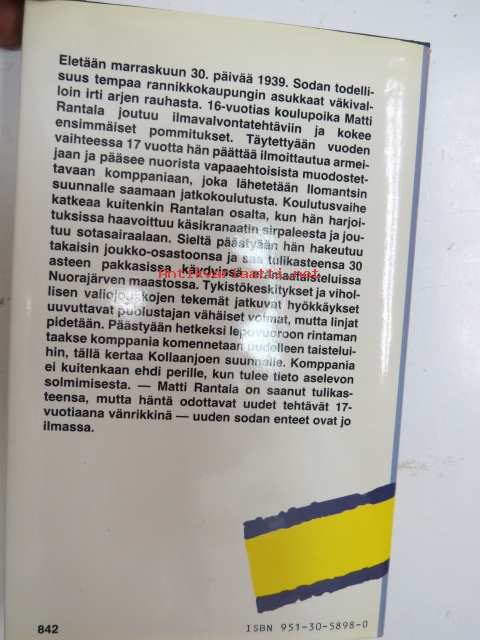 Eletään marraskuun 30. päivää 1939. Sodan todelli-
suus tempaa rannikkokaupungin asukkaat väkival-
loin irti arjen rauhasta. 16-vuotias koulupoika Matti
Rantala joutuu ilmavalvontatehtäviin ja kokee
ensimmäiset pommitukset. Täytettyään vuoden
vaihteessa 17 vuotta hän päättää ilmoittautua armei-
jaan ja pääsee nuorista vapaaehtoisista muodostet-
tavaan komppaniaan, joka lähetetään Ilomantsin
suunnalle saamaan jatkokoulutusta. Koulutusvaihe
katkeaa kuitenkin Rantalan osalta, kun hän harjoi-
tuksissa haavoittuu käsikranaatin sirpaleesta ja jou-
tuu sotasairaalaan. Sieltä päästyään hän hakeutuu
takaisin joukko-osastoonsa ja saa tulikasteensa 30
asteen pakkasissa käydyissä taisteluissa
Nuorajärven maastossa. Tykistökeskitykset ja vihol-
lisen valiojoukkojen tekemät jatkuvat hyökkäykset
uuvuttavat puolustajan vähäiset voimat, mutta linjat
pidetään. Päästyään hetkeksi lepovuoroon rintaman
taakse komppania komennetaan uudelleen taistelui-
hin, tällä kertaa Kollaanjoen suunnalle. Komppania
ei kuitenkaan ehdi perille, kun tulee tieto aselevon
solmimisesta. — Matti Rantala on saanut tulikas-
teensa, mutta häntä odottavat uudet tehtävät 17-
vuotiaana vänrikkinä — uuden sodan enteet ovat jo
ilmassa.
842
ISBN 951-30-5898-0